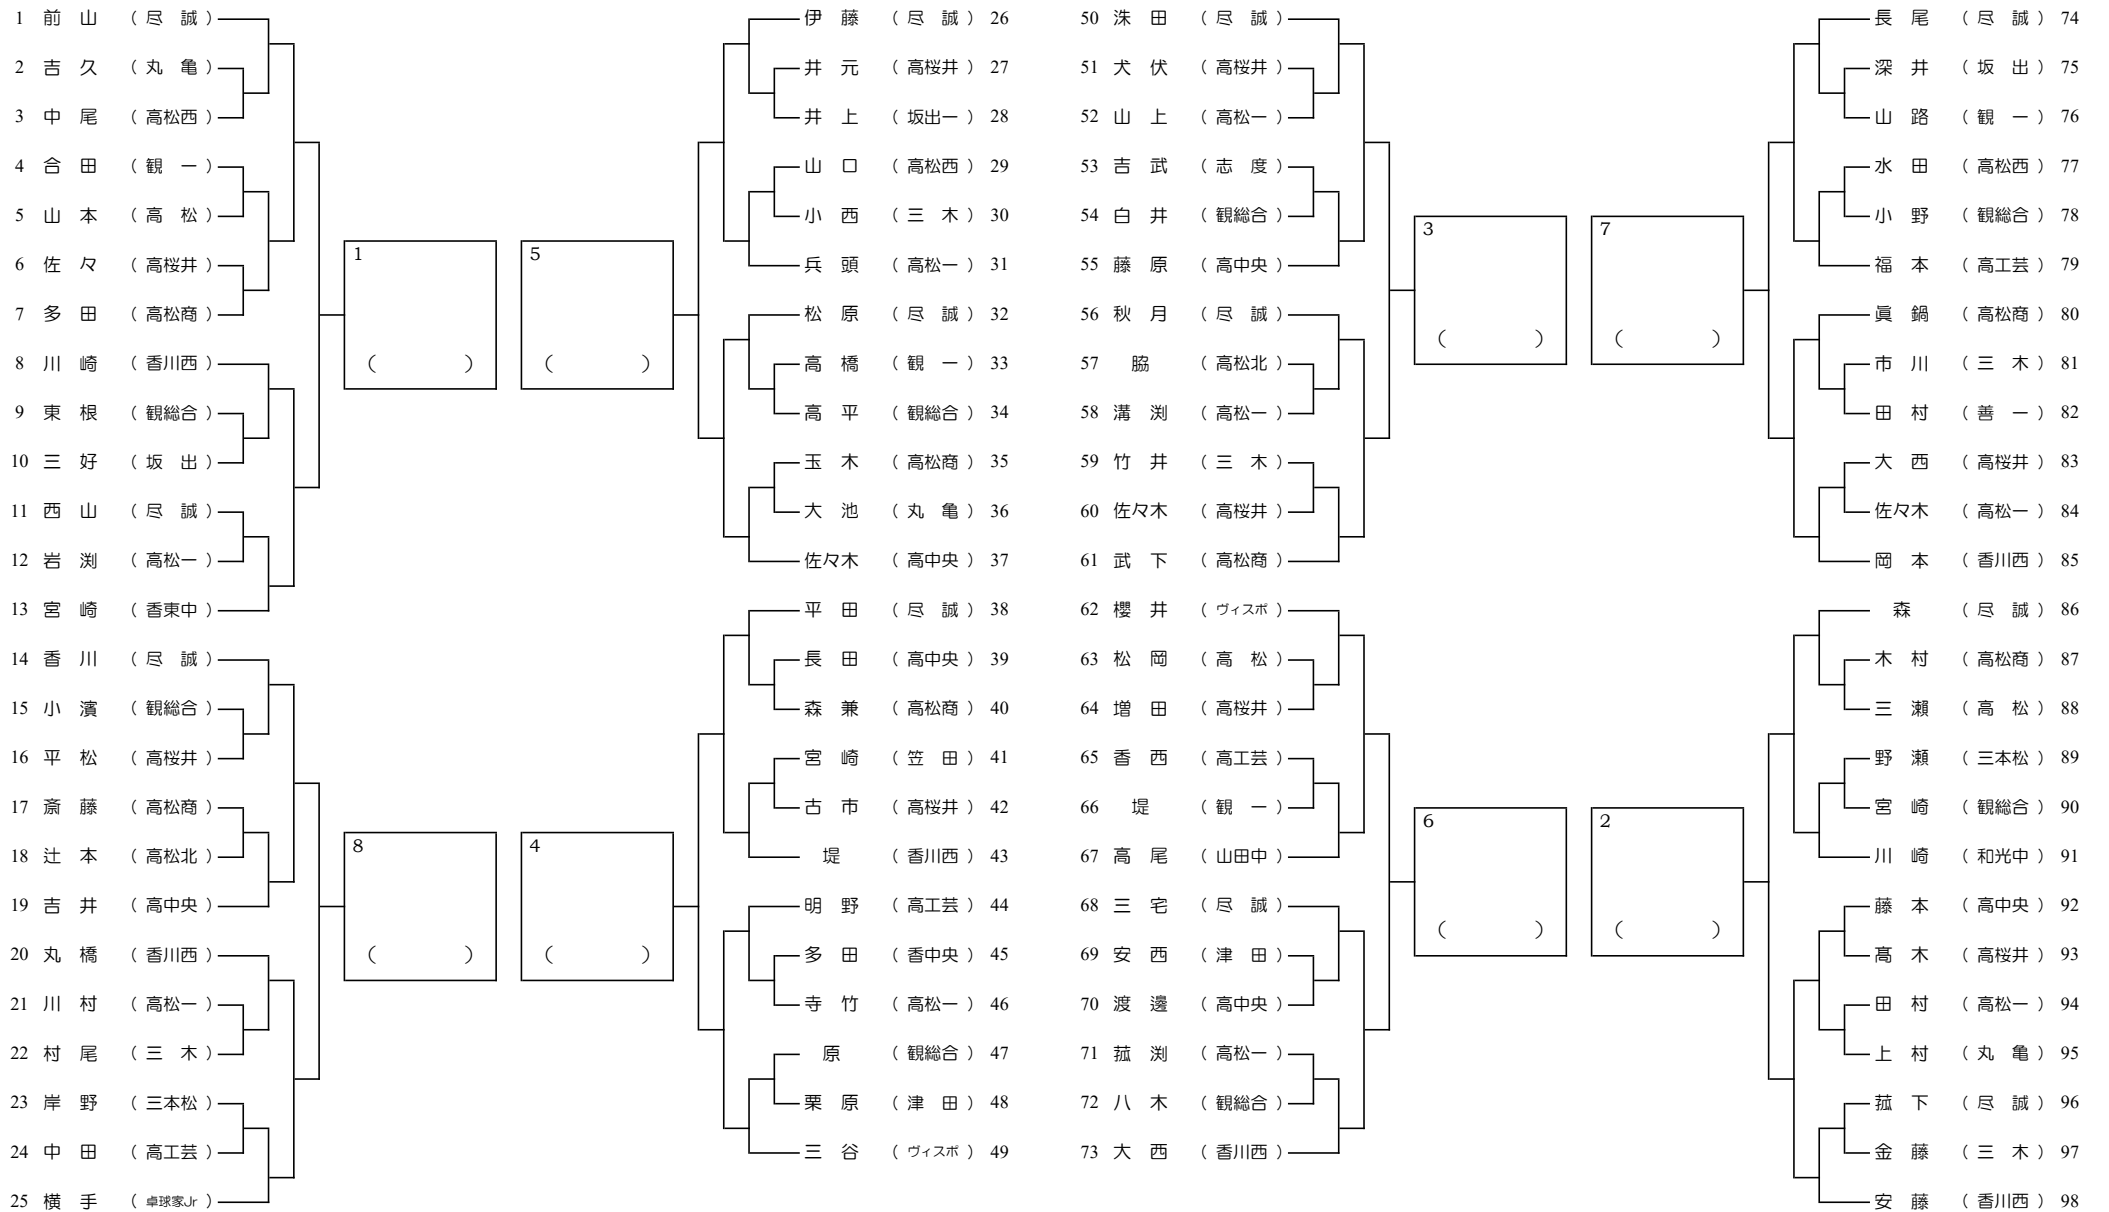 1 前 山 ( 尽 誠 )
2 吉 久 ( 丸 亀 )
3 中 尾 ( 高松西 )
4 合 田 ( 観 一 )
5 山 本 ( 高 松 )
6 佐 々 ( 高桜井 )
7 多 田 ( 高松商 )
8 川 崎 ( 香川西 )
9 東 根 ( 観総合 )
10 三 好 ( 坂 出 )
11 西 山 ( 尽 誠 )
12 岩 渕 ( 高松一 )
13 宮 崎 ( 香東中 )
14 香 川 ( 尽 誠 )
15 小 濱 ( 観総合 )
16 平 松 ( 高桜井 )
17 斎 藤 ( 高松商 )
18 辻 本 ( 高松北 )
19 吉 井 ( 高中央 )
20 丸 橋 ( 香川西 )
21 川 村 ( 高松一 )
22 村 尾 ( 三 木 )
23 岸 野 ( 三本松 )
24 中 田 ( 高工芸 )
25 横 手 ( 卓球家Jr )
1
( )
8
( )
5
( )
4
( )
伊 藤 ( 尽 誠 ) 26
井 元 ( 高桜井 ) 27
井 上 ( 坂出一 ) 28
山 口 ( 高松西 ) 29
小 西 ( 三 木 ) 30
兵 頭 ( 高松一 ) 31
松 原 ( 尽 誠 ) 32
高 橋 ( 観 一 ) 33
高 平 ( 観総合 ) 34
玉 木 ( 高松商 ) 35
大 池 ( 丸 亀 ) 36
佐々木 ( 高中央 ) 37
平 田 ( 尽 誠 ) 38
長 田 ( 高中央 ) 39
森 兼 ( 高松商 ) 40
宮 崎 ( 笠 田 ) 41
古 市 ( 高桜井 ) 42
堤 ( 香川西 ) 43
明 野 ( 高工芸 ) 44
多 田 ( 香中央 ) 45
寺 竹 ( 高松一 ) 46
原 ( 観総合 ) 47
栗 原 ( 津 田 ) 48
三 谷 ( ヴィスポ ) 49
50 洙 田 ( 尽 誠 )
51 犬 伏 ( 高桜井 )
52 山 上 ( 高松一 )
53 吉 武 ( 志 度 )
54 白 井 ( 観総合 )
55 藤 原 ( 高中央 )
56 秋 月 ( 尽 誠 )
57 脇 ( 高松北 )
58 溝 渕 ( 高松一 )
59 竹 井 ( 三 木 )
60 佐々木 ( 高桜井 )
61 武 下 ( 高松商 )
62 櫻 井 ( ヴィスポ )
63 松 岡 ( 高 松 )
64 増 田 ( 高桜井 )
65 香 西 ( 高工芸 )
66 堤 ( 観 一 )
67 高 尾 ( 山田中 )
68 三 宅 ( 尽 誠 )
69 安 西 ( 津 田 )
70 渡 邊 ( 高中央 )
71 菰 渕 ( 高松一 )
72 八 木 ( 観総合 )
73 大 西 ( 香川西 )
3
( )
6
( )
7
( )
2
( )
長 尾 ( 尽 誠 ) 74
深 井 ( 坂 出 ) 75
山 路 ( 観 一 ) 76
水 田 ( 高松西 ) 77
小 野 ( 観総合 ) 78
福 本 ( 高工芸 ) 79
眞 鍋 ( 高松商 ) 80
市 川 ( 三 木 ) 81
田 村 ( 善 一 ) 82
大 西 ( 高桜井 ) 83
佐々木 ( 高松一 ) 84
岡 本 ( 香川西 ) 85
森 ( 尽 誠 ) 86
木 村 ( 高松商 ) 87
三 瀬 ( 高 松 ) 88
野 瀬 ( 三本松 ) 89
宮 崎 ( 観総合 ) 90
川 崎 ( 和光中 ) 91
藤 本 ( 高中央 ) 92
髙 木 ( 高桜井 ) 93
田 村 ( 高松一 ) 94
上 村 ( 丸 亀 ) 95
菰 下 ( 尽 誠 ) 96
金 藤 ( 三 木 ) 97
安 藤 ( 香川西 ) 98